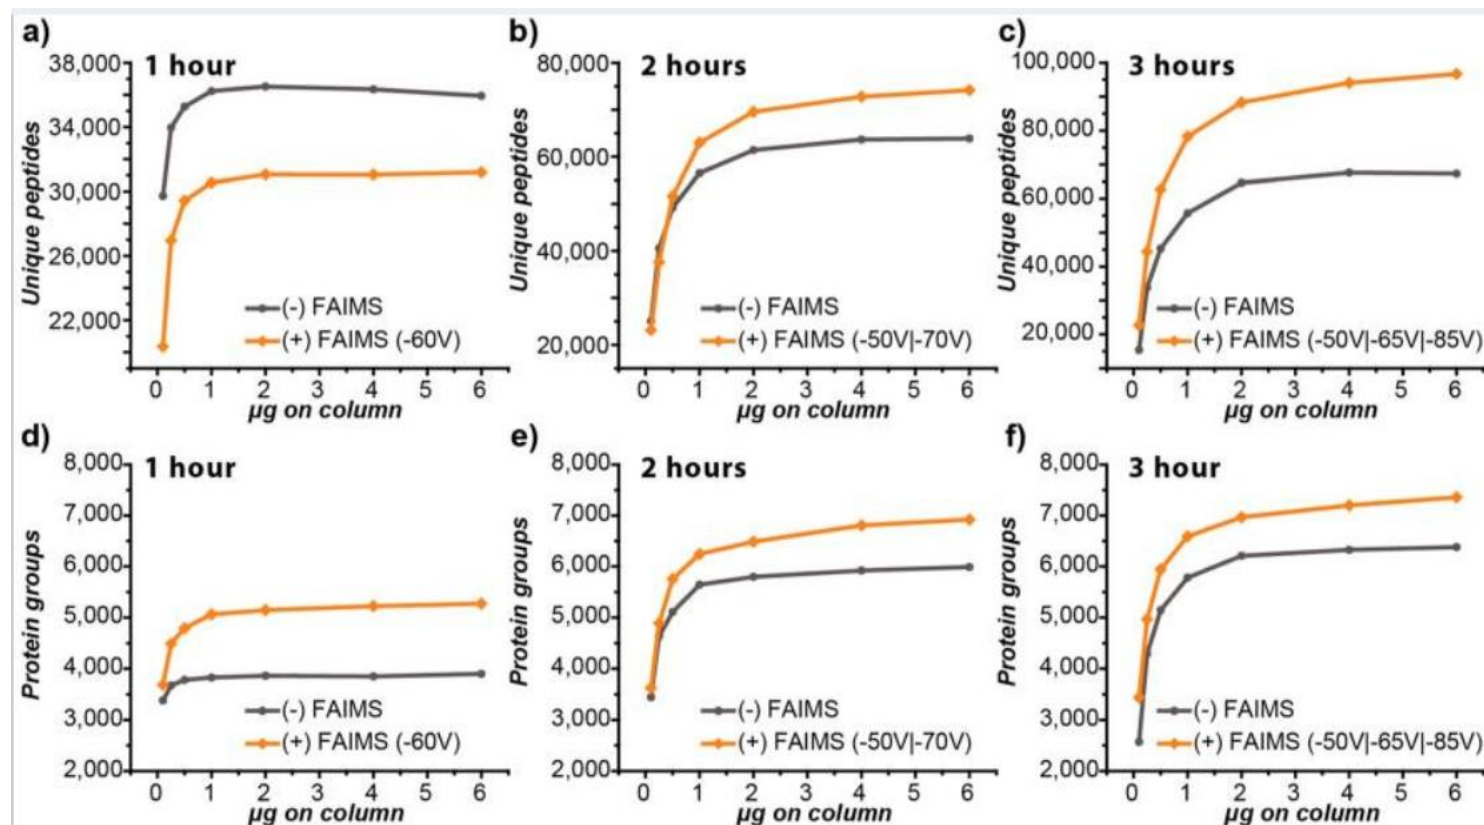 a)
1 hour
38,000
34,000
30,000
26,000
22,000
Unique peptides
(-) FAIMS
(+) FAIMS (-60V)
0 1 2 3 4 5 6
µg on column
b)
2 hours
80,000
60,000
40,000
20,000
Unique peptides
(-) FAIMS
(+) FAIMS (-50V|-70V)
0 1 2 3 4 5 6
µg on column
c)
3 hours
100,000
80,000
60,000
40,000
20,000
Unique peptides
(-) FAIMS
(+) FAIMS (-50V|-65V|-85V)
0 1 2 3 4 5 6
µg on column
d)
1 hour
8,000
7,000
6,000
5,000
4,000
3,000
2,000
Protein groups
(-) FAIMS
(+) FAIMS (-60V)
0 1 2 3 4 5 6
µg on column
e)
2 hours
8,000
7,000
6,000
5,000
4,000
3,000
2,000
Protein groups
(-) FAIMS
(+) FAIMS (-50V|-70V)
0 1 2 3 4 5 6
µg on column
f)
3 hour
8,000
7,000
6,000
5,000
4,000
3,000
2,000
Protein groups
(-) FAIMS
(+) FAIMS (-50V|-65V|-85V)
0 1 2 3 4 5 6
µg on column